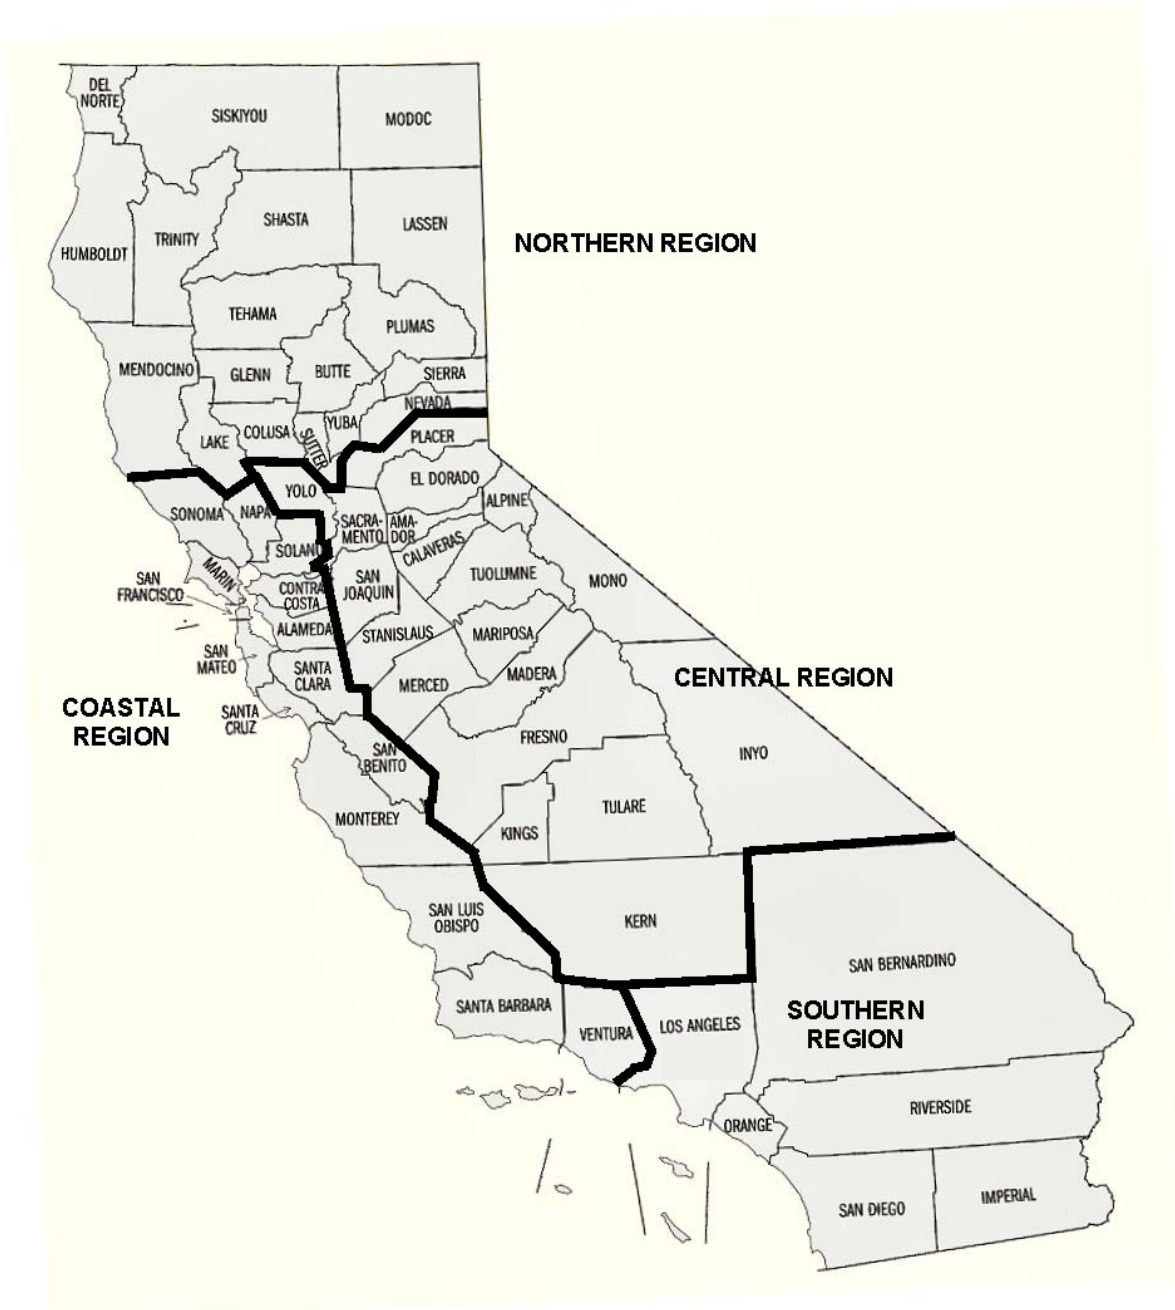 DEL
NORTE
SISKIYOU
MODOC
HUMBOLDT
TRINITY
SHASTA
LASSEN
NORTHERN REGION
TEHAMA
PLUMAS
MENDOCINO
GLENN
BUTTE
SIERRA
NEVADA
LAKE
COLUSA
SUTTER
YUBA
PLACER
SONOMA
NAPA
YOLO
EL DORADO
ALPINE
SACRA-
MENTO
AMA-
DOR
SOLANO
CALAVERAS
MARIN
SAN
FRANCISCO
CONTRA
COSTA
SAN
JOAQUIN
TUOLUMNE
MONO
ALAMEDA
STANISLAUS
MARIPOSA
SAN
MATEO
SANTA
CLARA
MERCED
MADERA
CENTRAL REGION
COASTAL
REGION
SANTA
CRUZ
SAN
BENITO
FRESNO
INYO
MONTEREY
KINGS
TULARE
SAN LUIS
OBISPO
KERN
SAN BERNARDINO
SANTA BARBARA
VENTURA
LOS ANGELES
SOUTHERN
REGION
ORANGE
RIVERSIDE
SAN DIEGO
IMPERIAL